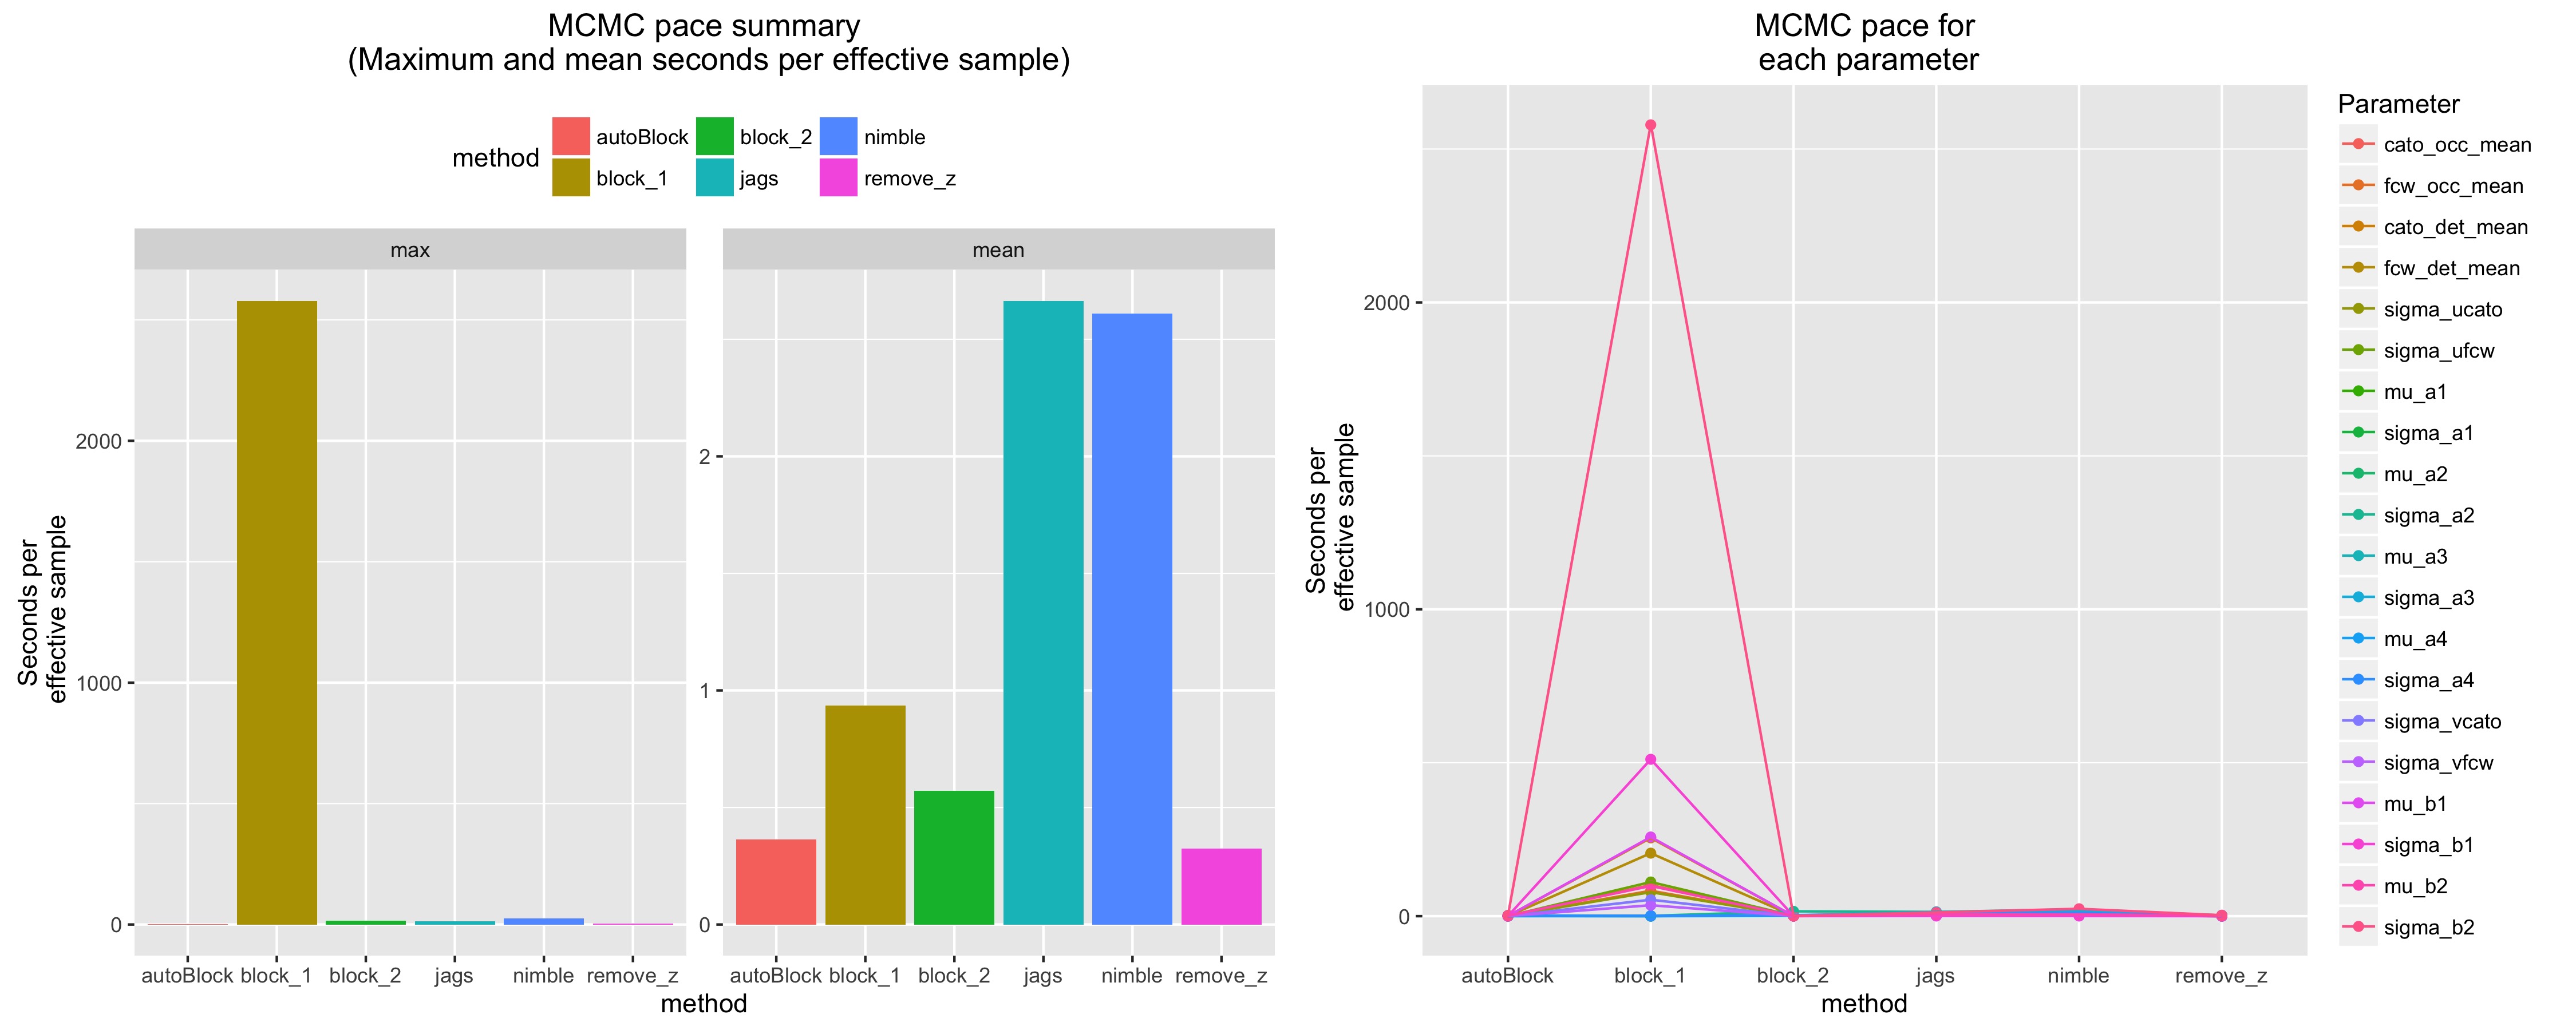 MCMC pace summary
(Maximum and mean seconds per effective sample)
method
autoBlock
block_2
nimble
block_1
jags
remove_z
max
mean
Seconds per
effective sample
2000
1000
0
2
1
0
autoBlock block_1 block_2 jags nimble remove_z
autoBlock block_1 block_2 jags nimble remove_z
method
MCMC pace for
each parameter
Seconds per
effective sample
2000
1000
0
autoBlock block_1 block_2 jags nimble remove_z
method
Parameter
cato_occ_mean
fcw_occ_mean
cato_det_mean
fcw_det_mean
sigma_ucato
sigma_ufcw
mu_a1
sigma_a1
mu_a2
sigma_a2
mu_a3
sigma_a3
mu_a4
sigma_a4
sigma_vcato
sigma_vfcw
mu_b1
sigma_b1
mu_b2
sigma_b2